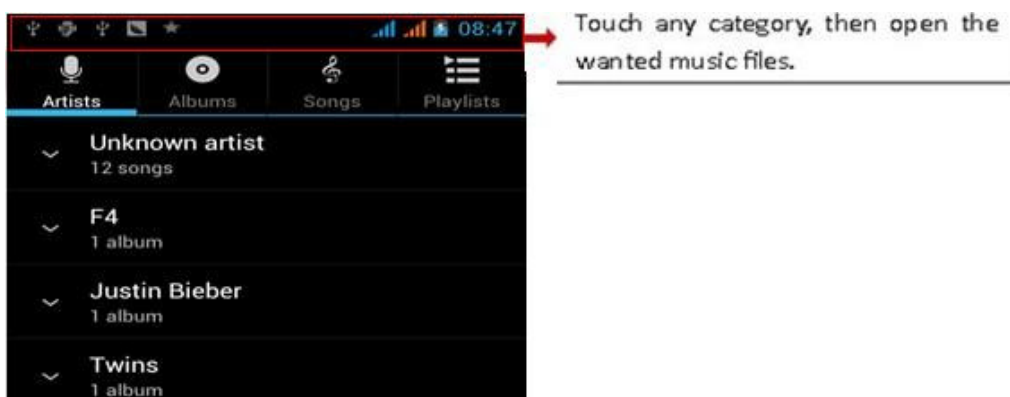 08:47
Touch any category, then open the
wanted music files.
Artists Albums Songs Playlists
Unknown artist
12 songs
F4
1 album
Justin Bieber
1 album
Twins
1 album